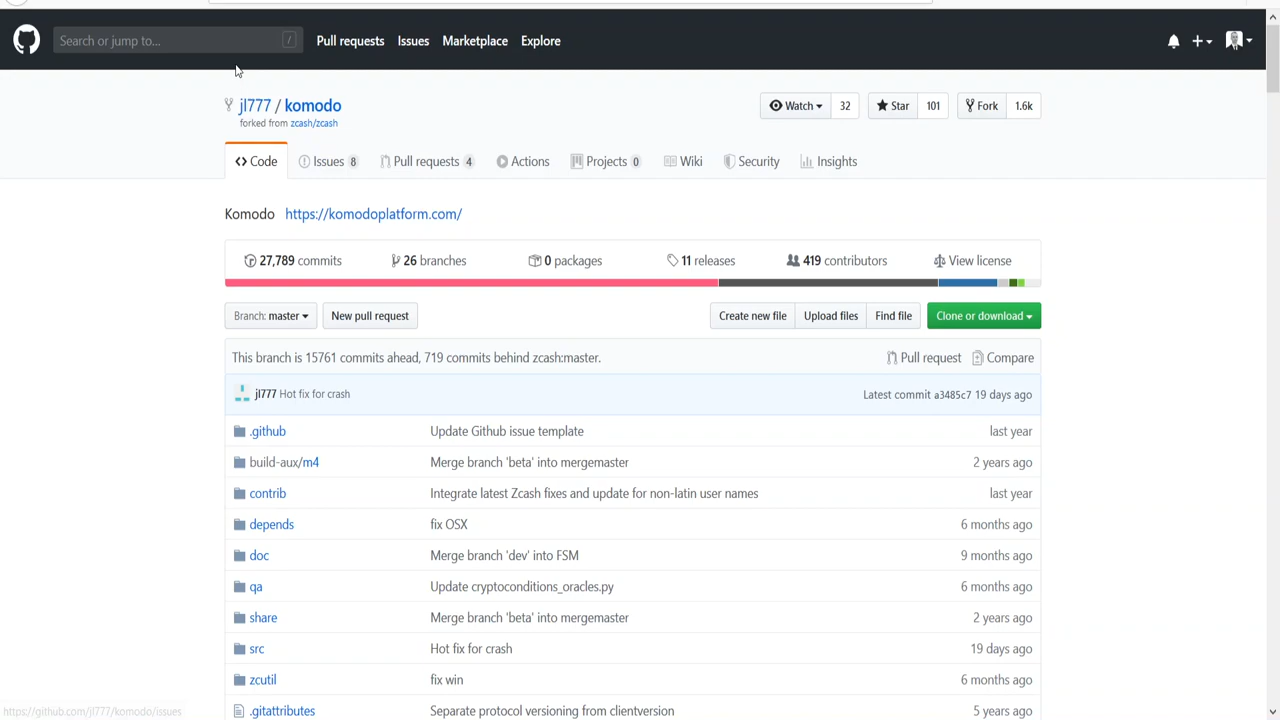 Search or jump to... /
Pull requests Issues Marketplace Explore
jl777 / komodo
Watch 32 Star 101 Fork 1.6k
forked from zcash/zcash
Code Issues 8 Pull requests 4 Actions Projects 0 Wiki Security Insights
Komodo https://komodoplatform.com/
27,789 commits 26 branches 0 packages 11 releases 419 contributors View license
Branch: master New pull request Create new file Upload files Find file Clone or download
This branch is 15761 commits ahead, 719 commits behind zcash:master. Pull request Compare
jl777 Hot fix for crash Latest commit a3485c7 19 days ago
.github Update Github issue template last year
build-aux/m4 Merge branch 'beta' into mergemaster 2 years ago
contrib Integrate latest Zcash fixes and update for non-latin user names last year
depends fix OSX 6 months ago
doc Merge branch 'dev' into FSM 9 months ago
qa Update cryptoconditions_oracles.py 6 months ago
share Merge branch 'beta' into mergemaster 2 years ago
src Hot fix for crash 19 days ago
zcutil fix win 6 months ago
.gitattributes Separate protocol versioning from clientversion 5 years ago
https://github.com/jl777/komodo/issues